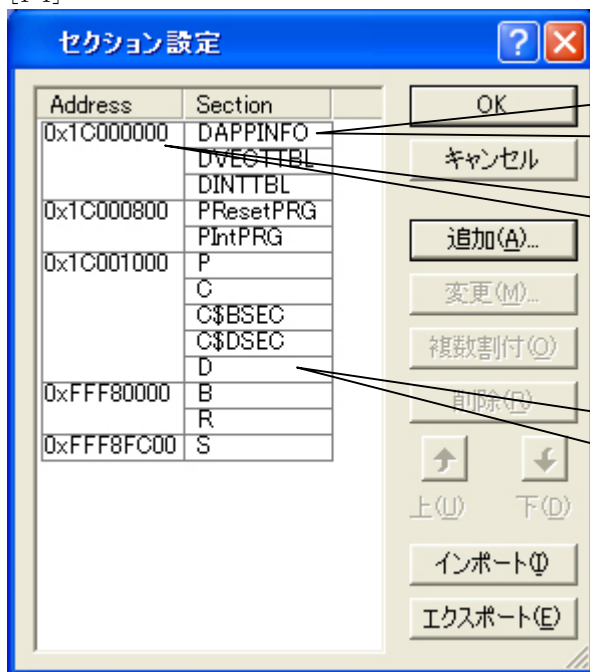 セクション設定
Address Section
0x1C000000 DAPPINFO
DVECTTBL
DINTTBL
0x1C000800 PResetPRG
PIntPRG
0x1C001000 P
C
C$BSEC
C$DSEC
D
0xFFF80000 B
R
0xFFF8FC00 S
OK
キャンセル
追加(A)...
変更(M)...
複数割付(O)
削除(R)
上(U) 下(D)
インポート(I)
エクスポート(E)